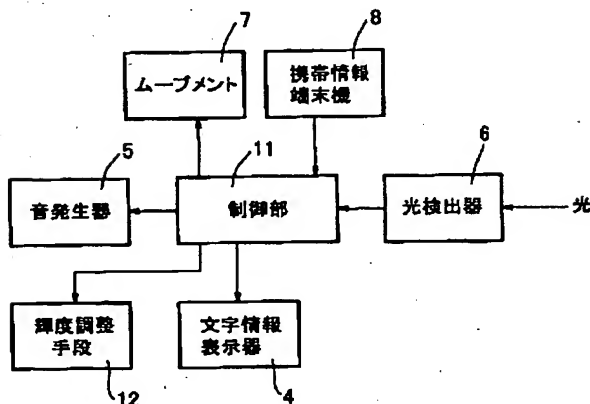 7
8
ムーブメント
携帯情報
端末機
5
11
6
音発生器
制御部
光検出器
光
輝度調整
手段
文字情報
表示器
12
4